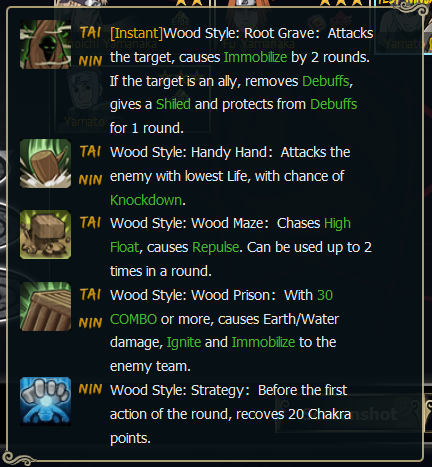 TAI [Instant]Wood Style: Root Grave：Attacks
NIN the target, causes Immobilize by 2 rounds.
If the target is an ally, removes Debuffs,
gives a Shiled and protects from Debuffs
for 1 round.
TAI Wood Style: Handy Hand：Attacks the
NIN enemy with lowest Life, with chance of
Knockdown.
TAI Wood Style: Wood Maze：Chases High
NIN Float, causes Repulse. Can be used up to 2
times in a round.
TAI Wood Style: Wood Prison：With 30
NIN COMBO or more, causes Earth/Water
damage, Ignite and Immobilize to the
enemy team.
NIN Wood Style: Strategy：Before the first
action of the round, recoves 20 Chakra
points.
Yamanaka
Yamanaka
Yamato
Yamato